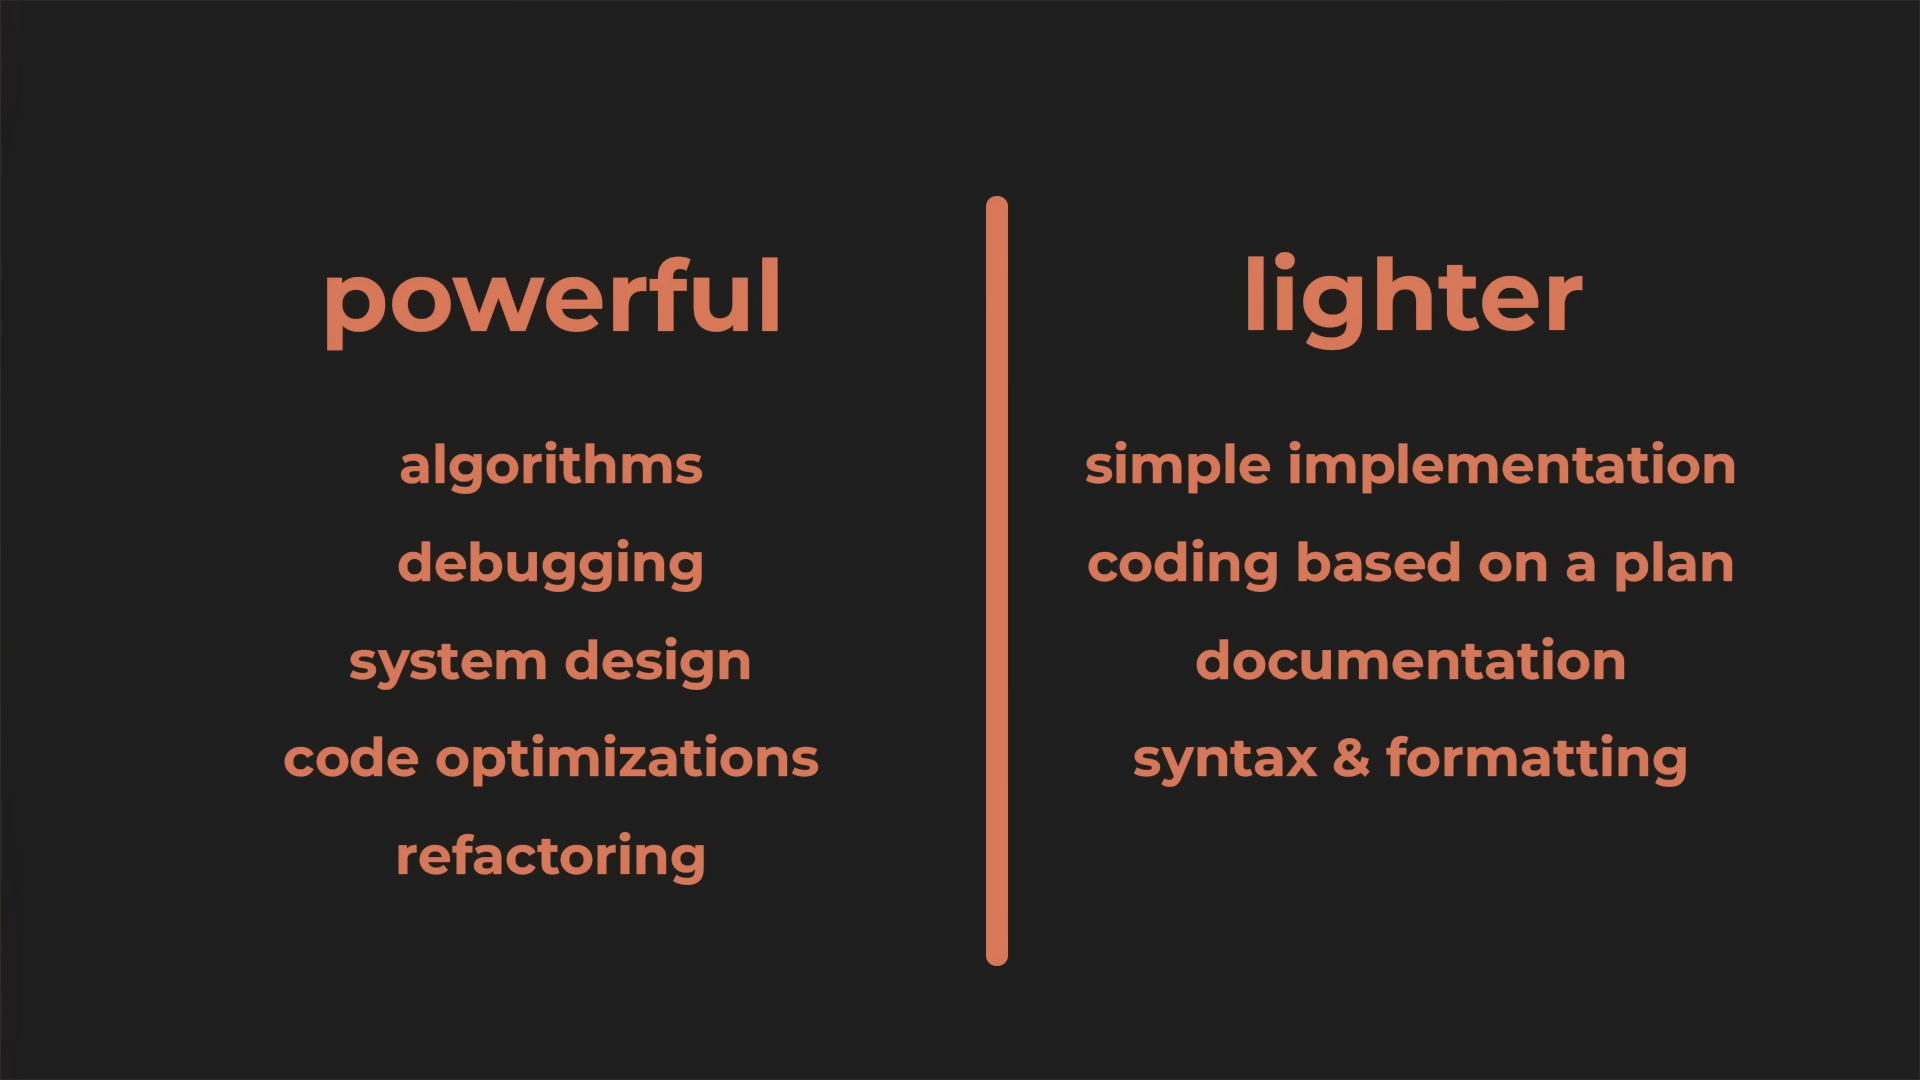 powerful
algorithms
debugging
system design
code optimizations
refactoring
lighter
simple implementation
coding based on a plan
documentation
syntax & formatting